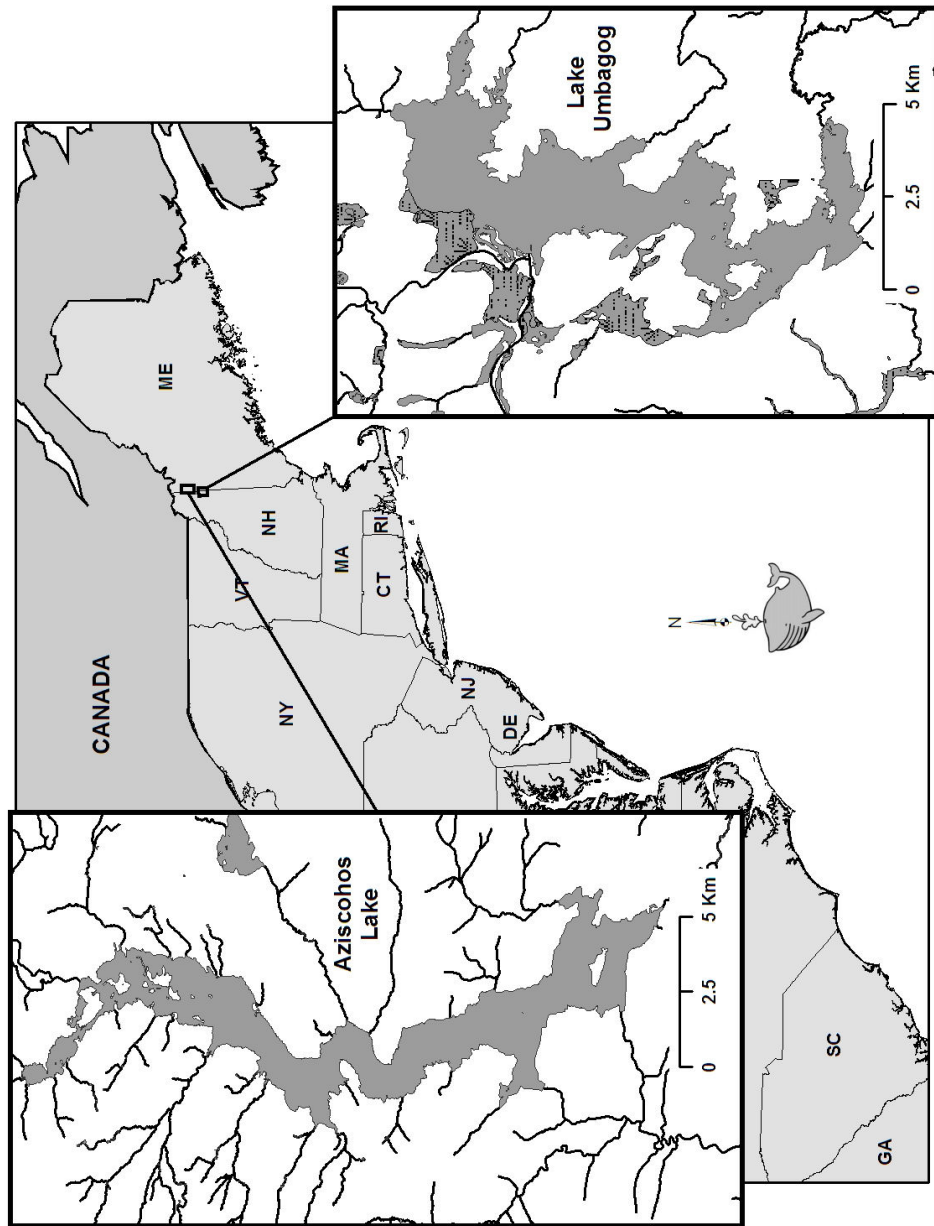 CANADA
ME
VT
NH
NY
MA
CT
RI
NJ
DE
SC
GA
N
Lake
Umbagog
0
2.5
5 Km
Aziscohos
Lake
0
2.5
5 Km